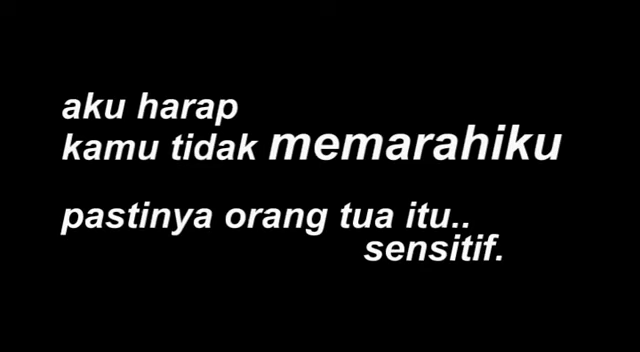 aku harap
kamu tidak memarahiku
pastinya orang tua itu..
sensitif.